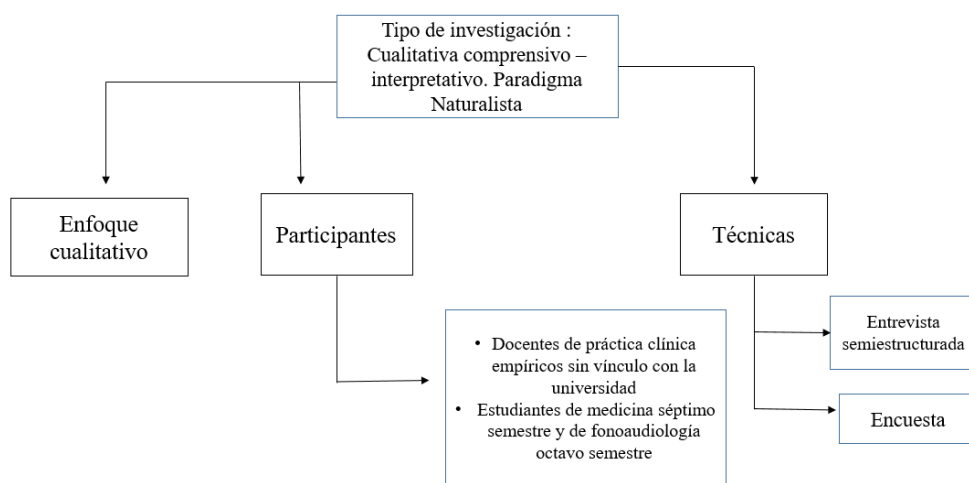 Tipo de investigación :
Cualitativa comprensivo –
interpretativo. Paradigma
Naturalista
Enfoque
cualitativo
Participantes
Técnicas
• Docentes de práctica clínica
empíricos sin vínculo con la
universidad
• Estudiantes de medicina séptimo
semestre y de fonoaudiología
octavo semestre
Entrevista
semiestructurada
Encuesta